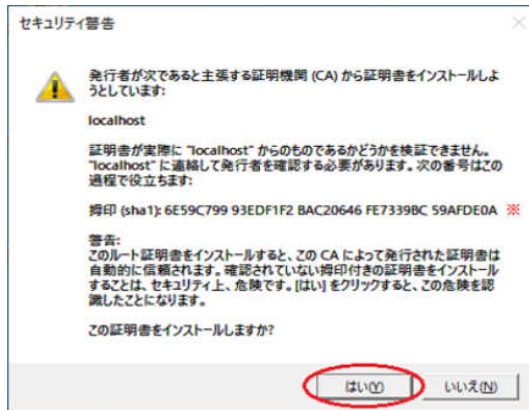 セキュリティ警告
発行者が次であると主張する証明機関 (CA) から証明書をインストールしよ
うとしています:
localhost
証明書が実際に "localhost" からのものであるかどうかを検証できません。
"localhost" に連絡して発行者を確認する必要があります。次の番号はこの
過程で役立ちます:
拇印 (sha1): 6E59C799 93EDF1F2 BAC20646 FE7339BC 59AFDE0A ※
警告:
このルート証明書をインストールすると、この CA によって発行された証明書は
自動的に信頼されます。確認されていない拇印付きの証明書をインストール
することは、セキュリティ上、危険です。[はい] をクリックすると、この危険を認
識したことになります。
この証明書をインストールしますか?
はい(Y) いいえ(N)